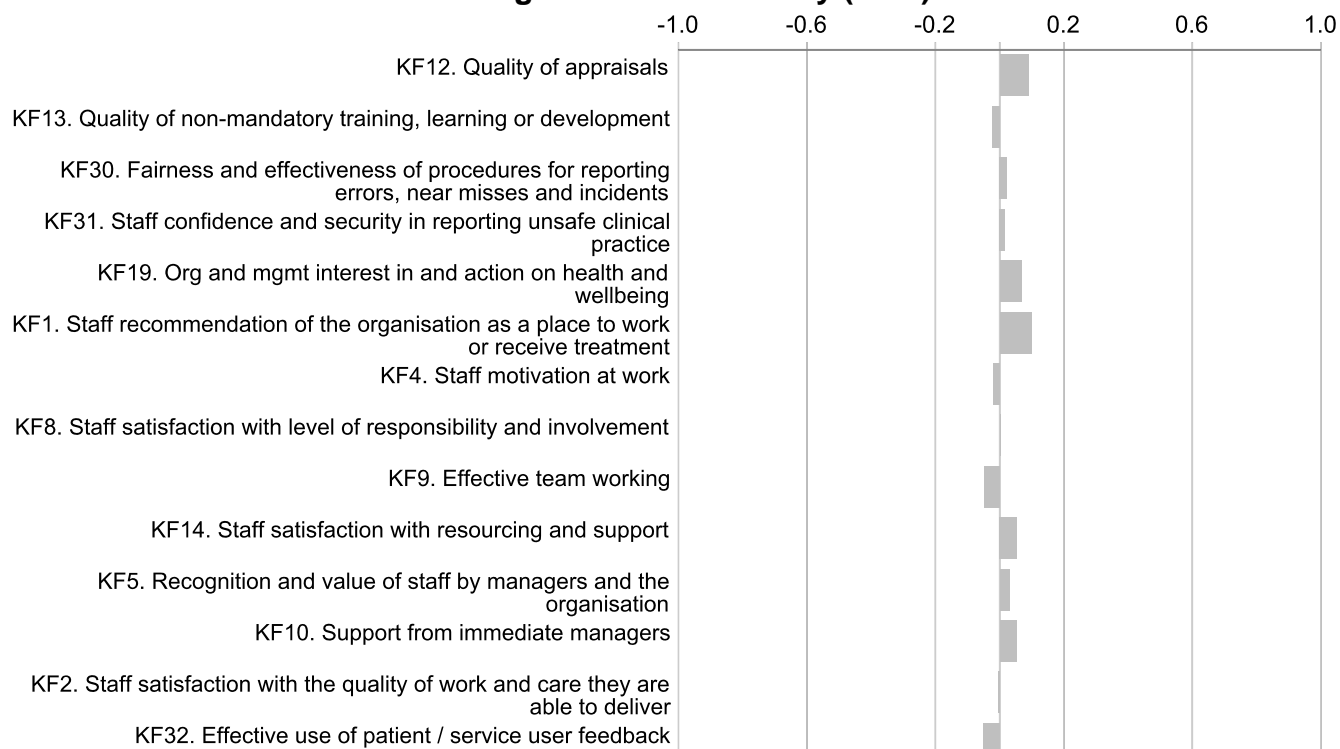 -1.0 -0.6 -0.2 0.2 0.6 1.0
KF12. Quality of appraisals
KF13. Quality of non-mandatory training, learning or development
KF30. Fairness and effectiveness of procedures for reporting
errors, near misses and incidents
KF31. Staff confidence and security in reporting unsafe clinical
practice
KF19. Org and mgmt interest in and action on health and
wellbeing
KF1. Staff recommendation of the organisation as a place to work
or receive treatment
KF4. Staff motivation at work
KF8. Staff satisfaction with level of responsibility and involvement
KF9. Effective team working
KF14. Staff satisfaction with resourcing and support
KF5. Recognition and value of staff by managers and the
organisation
KF10. Support from immediate managers
KF2. Staff satisfaction with the quality of work and care they are
able to deliver
KF32. Effective use of patient / service user feedback